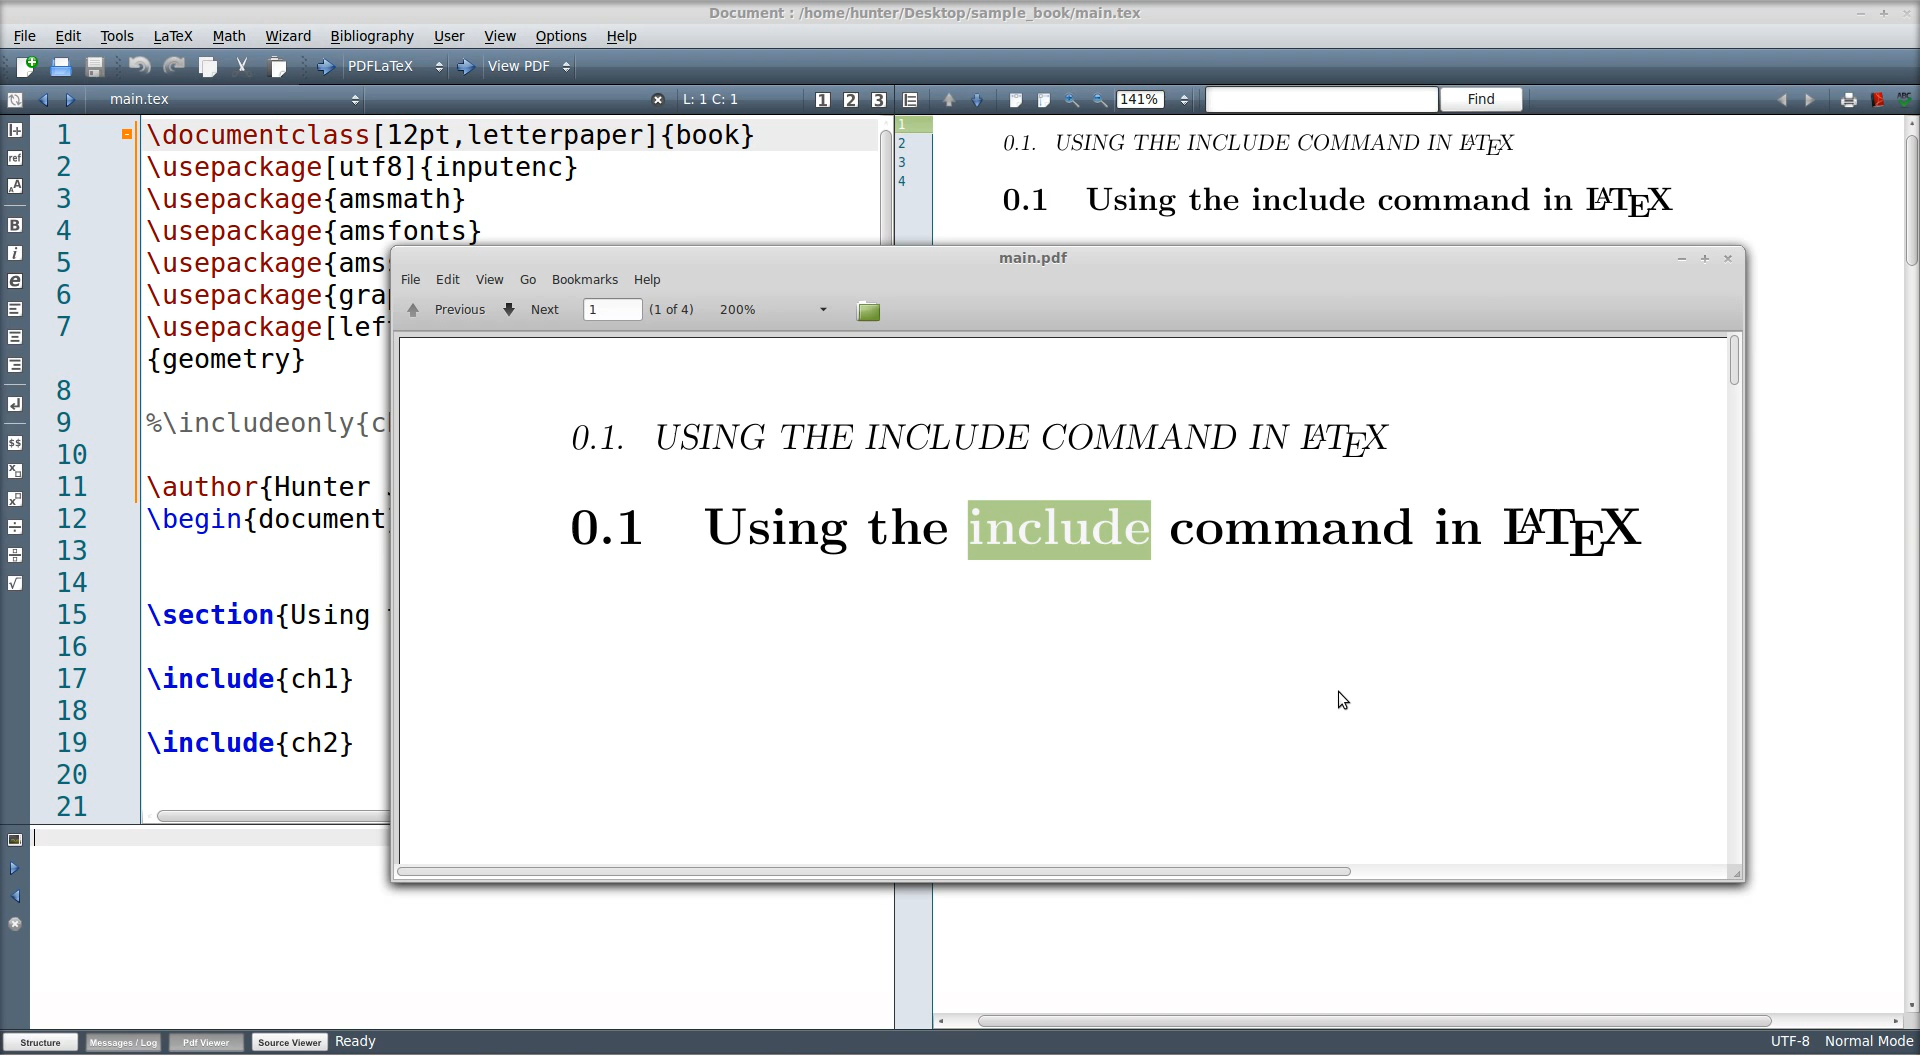 Document : /home/hunter/Desktop/sample_book/main.tex
File Edit Tools LaTeX Math Wizard Bibliography User View Options Help
PDFLaTeX View PDF
main.tex L: 1 C: 1 1 2 3 141% Find
1 \documentclass[12pt,letterpaper]{book}
2 \usepackage[utf8]{inputenc}
3 \usepackage{amsmath}
4 \usepackage{amsfonts}
5 \usepackage{ams
6 \usepackage{gra
7 \usepackage[lef
{geometry}
8
9 %\includeonly{c
10
11 \author{Hunter
12 \begin{document
13
14
15 \section{Using
16
17 \include{ch1}
18
19 \include{ch2}
20
21
1
2
3
4
0.1. USING THE INCLUDE COMMAND IN LATEX
0.1 Using the include command in LATEX
main.pdf
File Edit View Go Bookmarks Help
Previous Next 1 (1 of 4) 200%
0.1. USING THE INCLUDE COMMAND IN LATEX
0.1 Using the include command in LATEX
Structure Messages / Log Pdf Viewer Source Viewer Ready UTF-8 Normal Mode